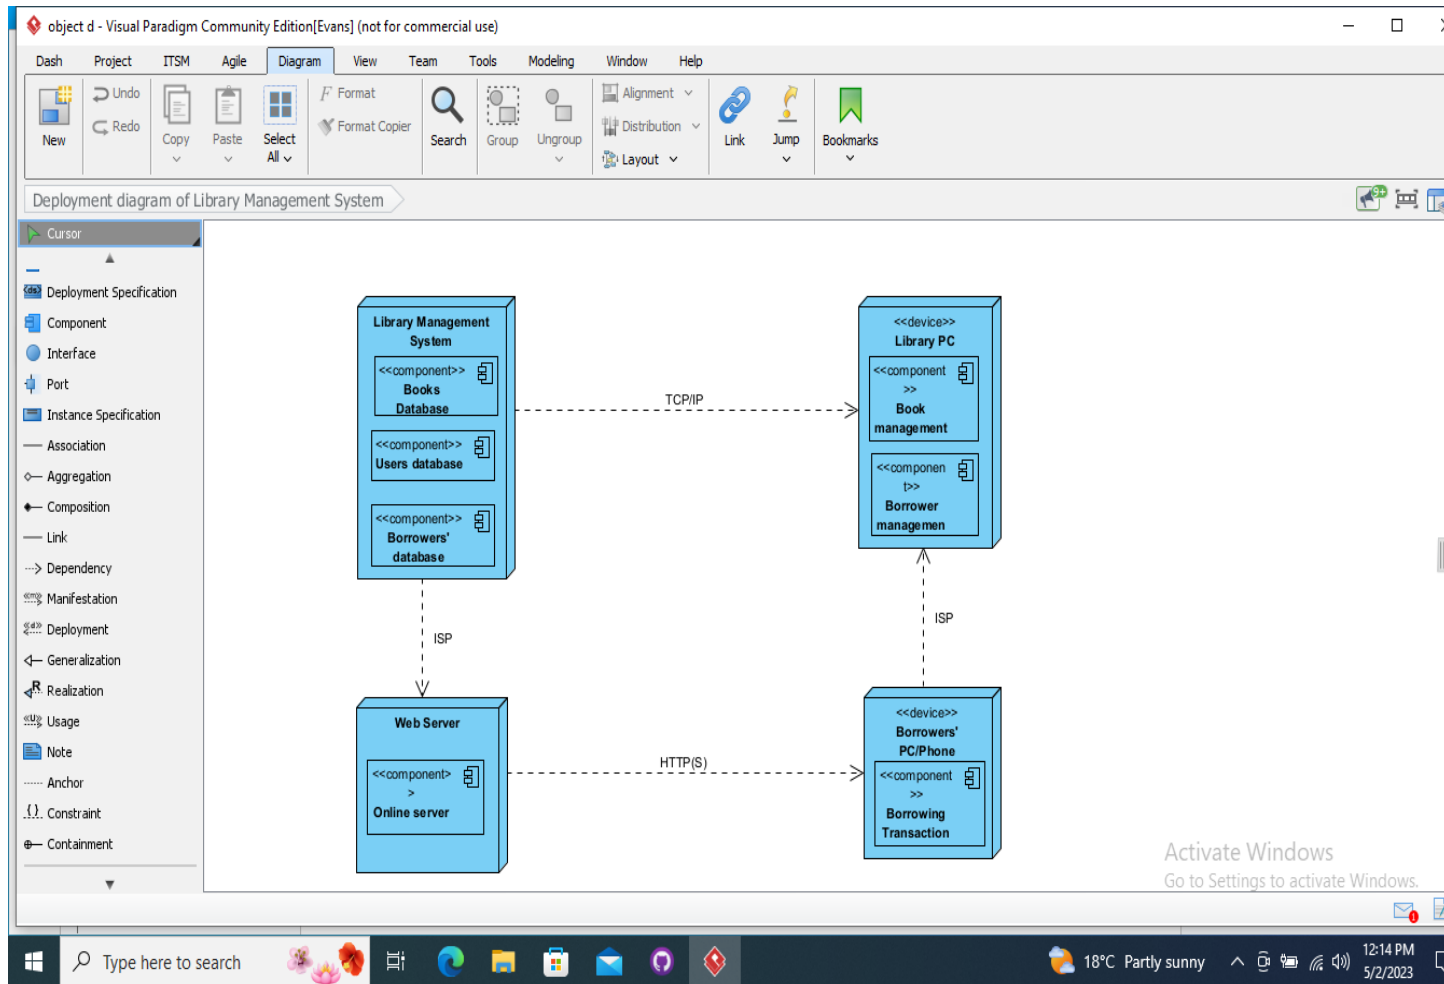 object d - Visual Paradigm Community Edition[Evans] (not for commercial use)
Dash Project ITSM Agile Diagram View Team Tools Modeling Window Help
New
Undo
Redo
Copy
Paste
Select
All
Format
Format Copier
Search
Group
Ungroup
Alignment
Distribution
Layout
Link
Jump
Bookmarks
Deployment diagram of Library Management System
9+
Cursor
Deployment Specification
Component
Interface
Port
Instance Specification
Association
Aggregation
Composition
Link
Dependency
Manifestation
Deployment
Generalization
Realization
Usage
Note
Anchor
Constraint
Containment
Library Management
System
<<component>>
Books
Database
<<component>>
Users database
<<component>>
Borrowers'
database
TCP/IP
<<device>>
Library PC
<<component
>>
Book
management
<<componen
t>>
Borrower
managemen
ISP
ISP
Web Server
<<component>
>
Online server
HTTP(S)
<<device>>
Borrowers'
PC/Phone
<<component
>>
Borrowing
Transaction
Activate Windows
Go to Settings to activate Windows.
Type here to search
18°C Partly sunny
12:14 PM
5/2/2023